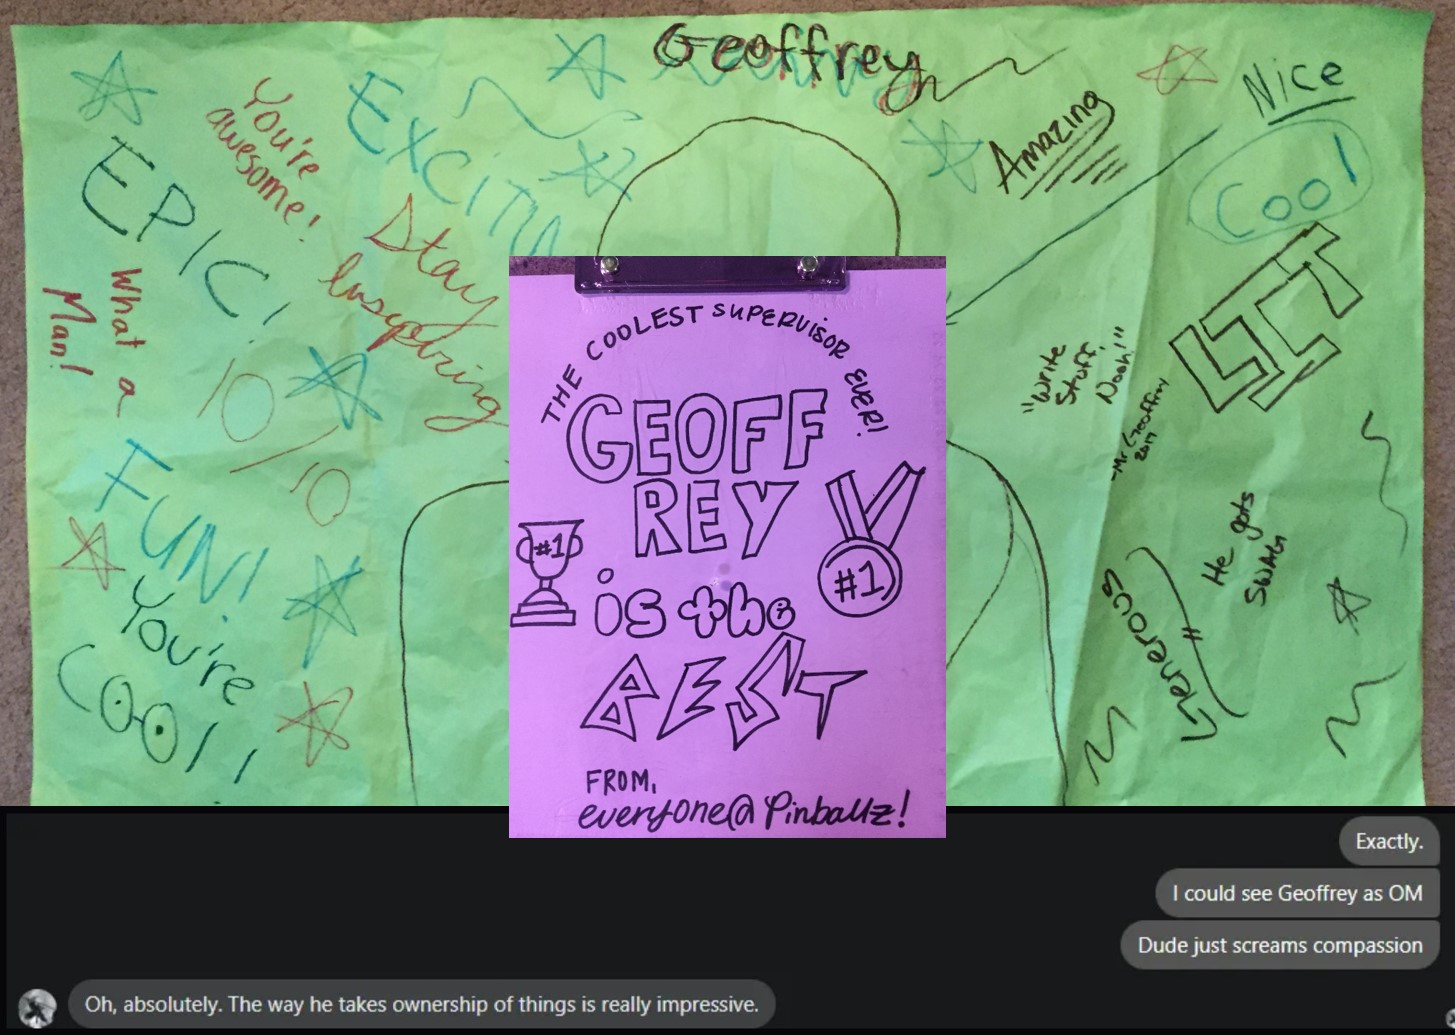 Geoffrey
You're
awesome!
EXCITIN
Nice
Amazing
Cool
EPIC!
Stay
Inspiring
What a
Man!
10/10
LIT
"Write
Stuff,
Noah!"
-Mr Geoffrey
2017
FUN!
He gots
SWAG
Generous
You're
COOl!
THE COOLEST SUPERVISOR EVER!
GEOFF
REY
#1
#1
is the
BEST
FROM,
everyone@Pinballz!
Exactly.
I could see Geoffrey as OM
Dude just screams compassion
Oh, absolutely. The way he takes ownership of things is really impressive.